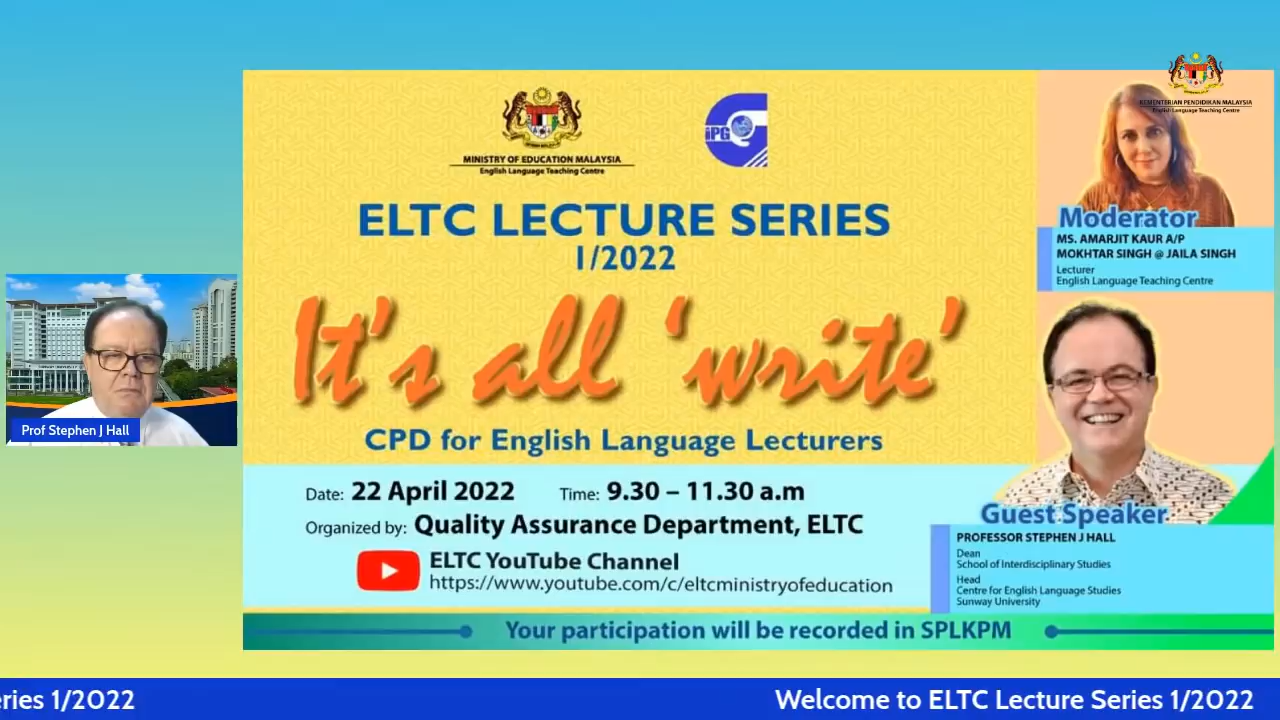 KEMENTERIAN PENDIDIKAN MALAYSIA
English Language Teaching Centre
MINISTRY OF EDUCATION MALAYSIA
English Language Teaching Centre
iPG
ELTC LECTURE SERIES
1/2022
It's all 'write'
CPD for English Language Lecturers
Date: 22 April 2022 Time: 9.30 – 11.30 a.m
Organized by: Quality Assurance Department, ELTC
ELTC YouTube Channel
https://www.youtube.com/c/eltcministryofeducation
Moderator
MS. AMARJIT KAUR A/P
MOKHTAR SINGH @ JAILA SINGH
Lecturer
English Language Teaching Centre
Guest Speaker
PROFESSOR STEPHEN J HALL
Dean
School of Interdisciplinary Studies
Head
Centre for English Language Studies
Sunway University
Your participation will be recorded in SPLKPM
Prof Stephen J Hall
eries 1/2022
Welcome to ELTC Lecture Series 1/2022